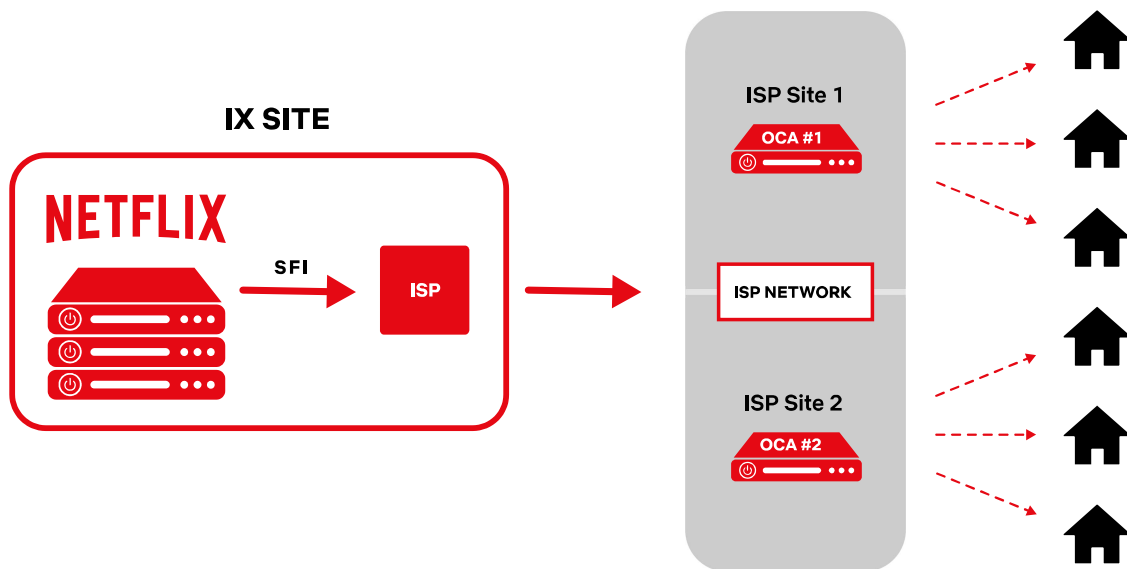 IX SITE
NETFLIX
SFI
ISP
ISP Site 1
OCA #1
ISP NETWORK
ISP Site 2
OCA #2